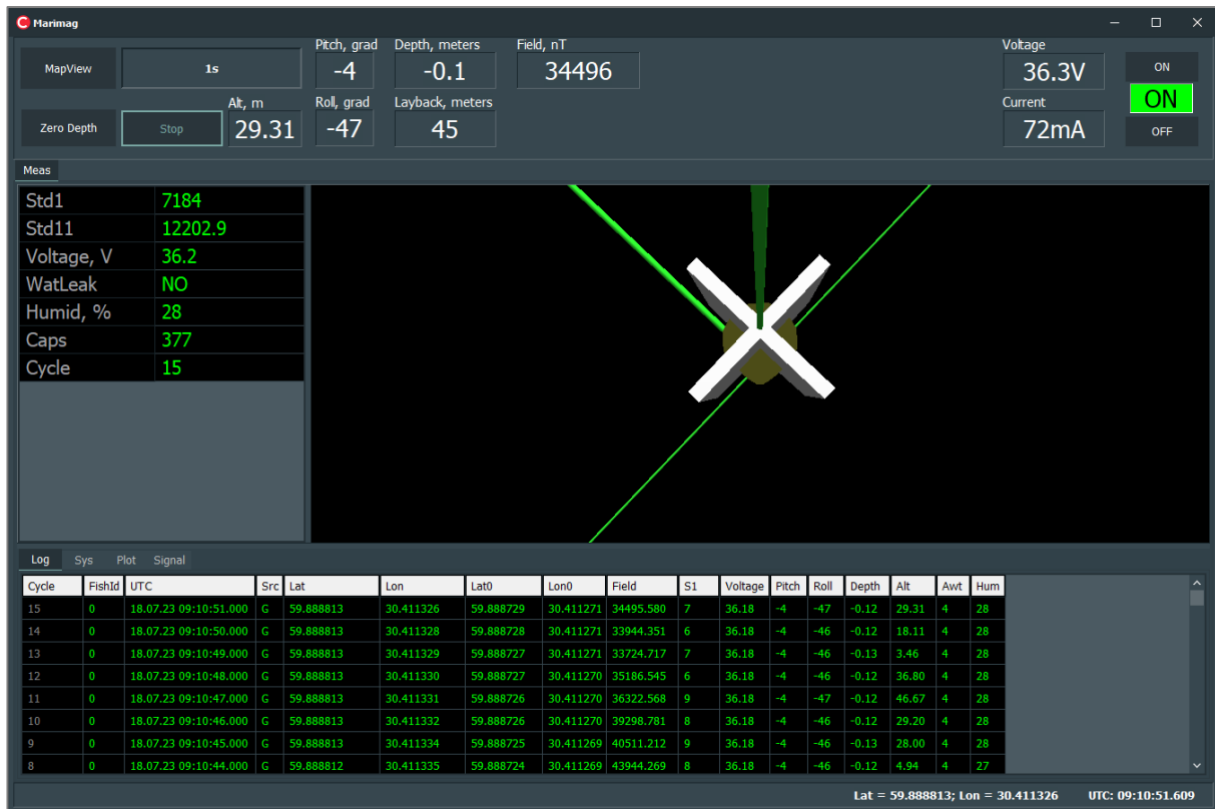 Marimag
Pitch, grad Depth, meters Field, nT Voltage
MapView 1s -4 -0.1 34496 36.3V ON
Alt, m Roll, grad Layback, meters Current ON
Zero Depth Stop 29.31 -47 45 72mA OFF
Meas
Std1 7184
Std11 12202.9
Voltage, V 36.2
WatLeak NO
Humid, % 28
Caps 377
Cycle 15
Log Sys Plot Signal
Cycle FishId UTC Src Lat Lon Lat0 Lon0 Field S1 Voltage Pitch Roll Depth Alt Awt Hum
15 0 18.07.23 09:10:51.000 G 59.888813 30.411326 59.888729 30.411271 34495.580 7 36.18 -4 -47 -0.12 29.31 4 28
14 0 18.07.23 09:10:50.000 G 59.888813 30.411328 59.888728 30.411271 33944.351 6 36.18 -4 -46 -0.12 18.11 4 28
13 0 18.07.23 09:10:49.000 G 59.888813 30.411329 59.888727 30.411271 33724.717 7 36.18 -4 -46 -0.13 3.46 4 28
12 0 18.07.23 09:10:48.000 G 59.888813 30.411330 59.888727 30.411270 35186.545 6 36.18 -4 -46 -0.12 36.80 4 28
11 0 18.07.23 09:10:47.000 G 59.888813 30.411331 59.888726 30.411270 36322.568 9 36.18 -4 -47 -0.12 46.67 4 28
10 0 18.07.23 09:10:46.000 G 59.888813 30.411332 59.888726 30.411270 39298.781 8 36.18 -4 -46 -0.12 29.20 4 28
9 0 18.07.23 09:10:45.000 G 59.888813 30.411334 59.888725 30.411269 40511.212 9 36.18 -4 -46 -0.13 28.00 4 28
8 0 18.07.23 09:10:44.000 G 59.888812 30.411335 59.888724 30.411269 43944.269 8 36.18 -4 -46 -0.12 4.94 4 27
Lat = 59.888813; Lon = 30.411326 UTC: 09:10:51.609